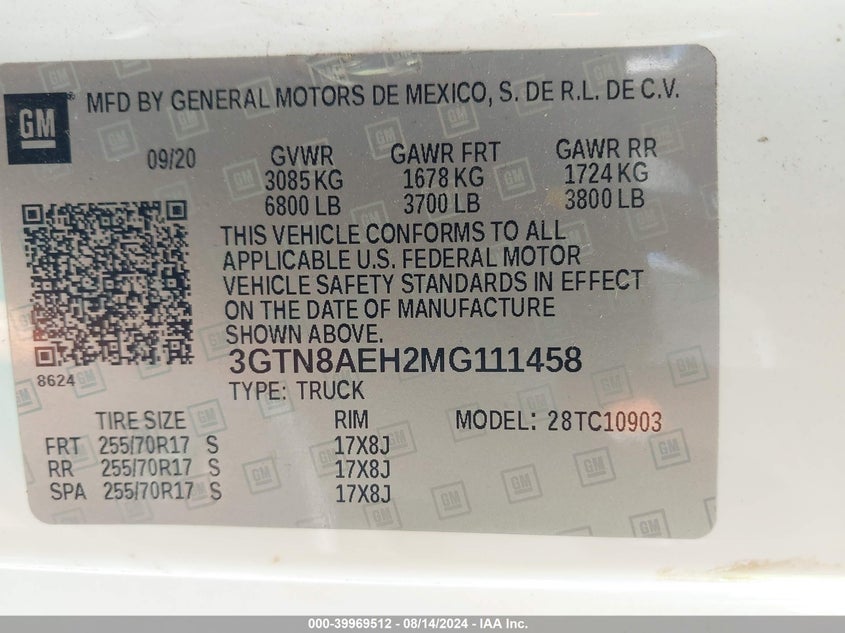 GM
MFD BY GENERAL MOTORS DE MEXICO, S. DE R.L. DE C.V.
09/20 GVWR GAWR FRT GAWR RR
3085 KG 1678 KG 1724 KG
6800 LB 3700 LB 3800 LB
THIS VEHICLE CONFORMS TO ALL
APPLICABLE U.S. FEDERAL MOTOR
VEHICLE SAFETY STANDARDS IN EFFECT
ON THE DATE OF MANUFACTURE
SHOWN ABOVE.
3GTN8AEH2MG111458
8624
TYPE: TRUCK
TIRE SIZE RIM MODEL: 28TC10903
FRT 255/70R17 S 17X8J
RR 255/70R17 S 17X8J
SPA 255/70R17 S 17X8J
000-39969512 - 08/14/2024 - IAA Inc.